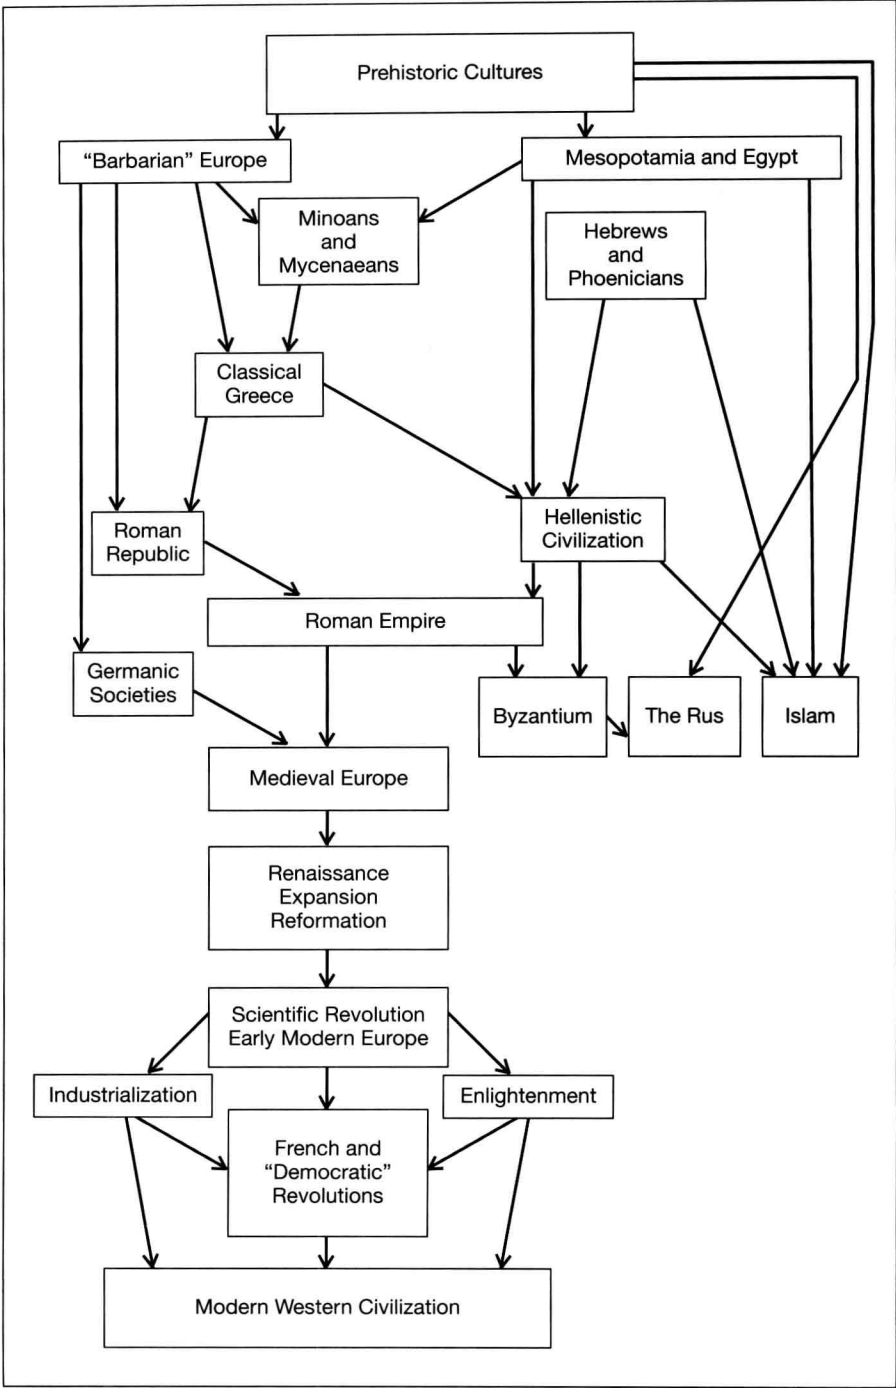 Prehistoric Cultures
“Barbarian” Europe
Mesopotamia and Egypt
Minoans
and
Mycenaeans
Hebrews
and
Phoenicians
Classical
Greece
Roman
Republic
Hellenistic
Civilization
Roman Empire
Germanic
Societies
Byzantium
The Rus
Islam
Medieval Europe
Renaissance
Expansion
Reformation
Scientific Revolution
Early Modern Europe
Industrialization
Enlightenment
French and
“Democratic”
Revolutions
Modern Western Civilization